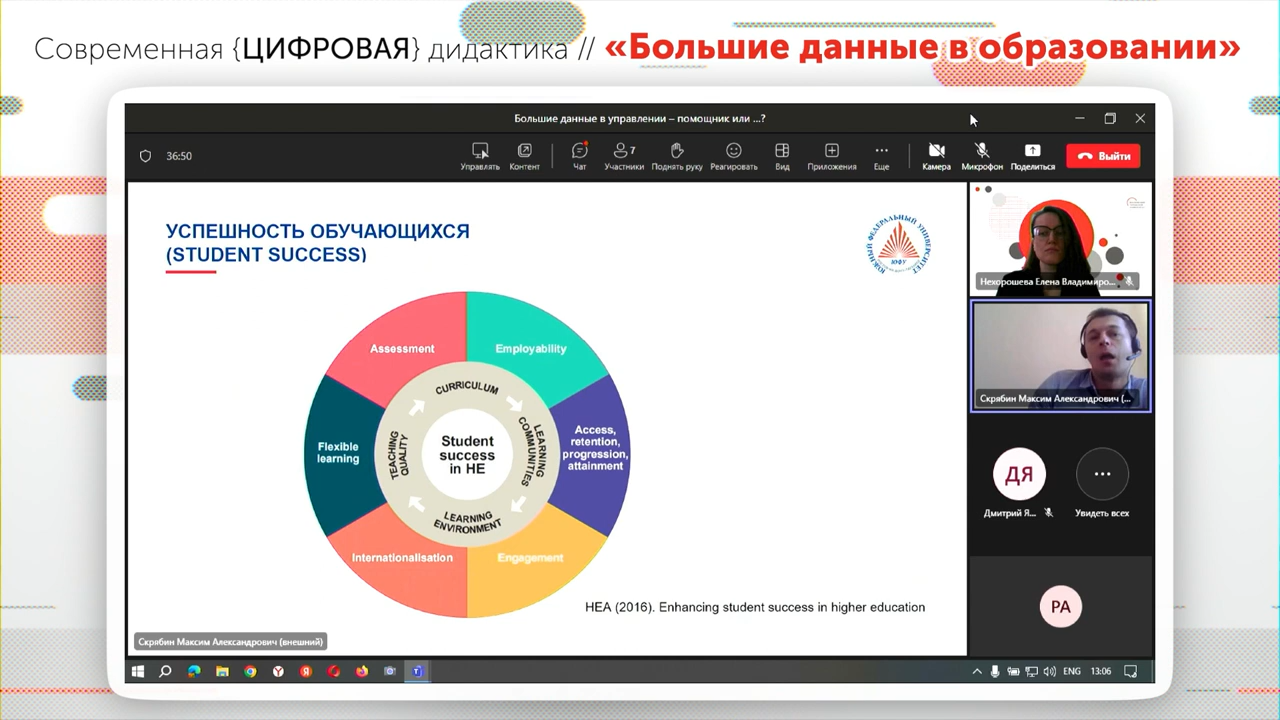 Современная {ЦИФРОВАЯ} дидактика // «Большие данные в образовании»
Большие данные в управлении – помощник или ...?
36:50
Управлять
Контент
Чат
Участники
7
Поднять руку
Реагировать
Вид
Приложения
Еще
Камера
Микрофон
Поделиться
Выйти
УСПЕШНОСТЬ ОБУЧАЮЩИХСЯ
(STUDENT SUCCESS)
ЮЖНЫЙ ФЕДЕРАЛЬНЫЙ УНИВЕРСИТЕТ
ЮФУ
Assessment
Employability
Flexible
learning
Access,
retention,
progression,
attainment
Internationalisation
Engagement
CURRICULUM
LEARNING
COMMUNITIES
LEARNING
ENVIRONMENT
TEACHING
QUALITY
Student
success
in HE
HEA (2016). Enhancing student success in higher education
Скрябин Максим Александрович (внешний)
Нехорошева Елена Владимиро...
Скрябин Максим Александрович (...
ДЯ
Дмитрий Я...
Увидеть всех
РА
ENG
13:06